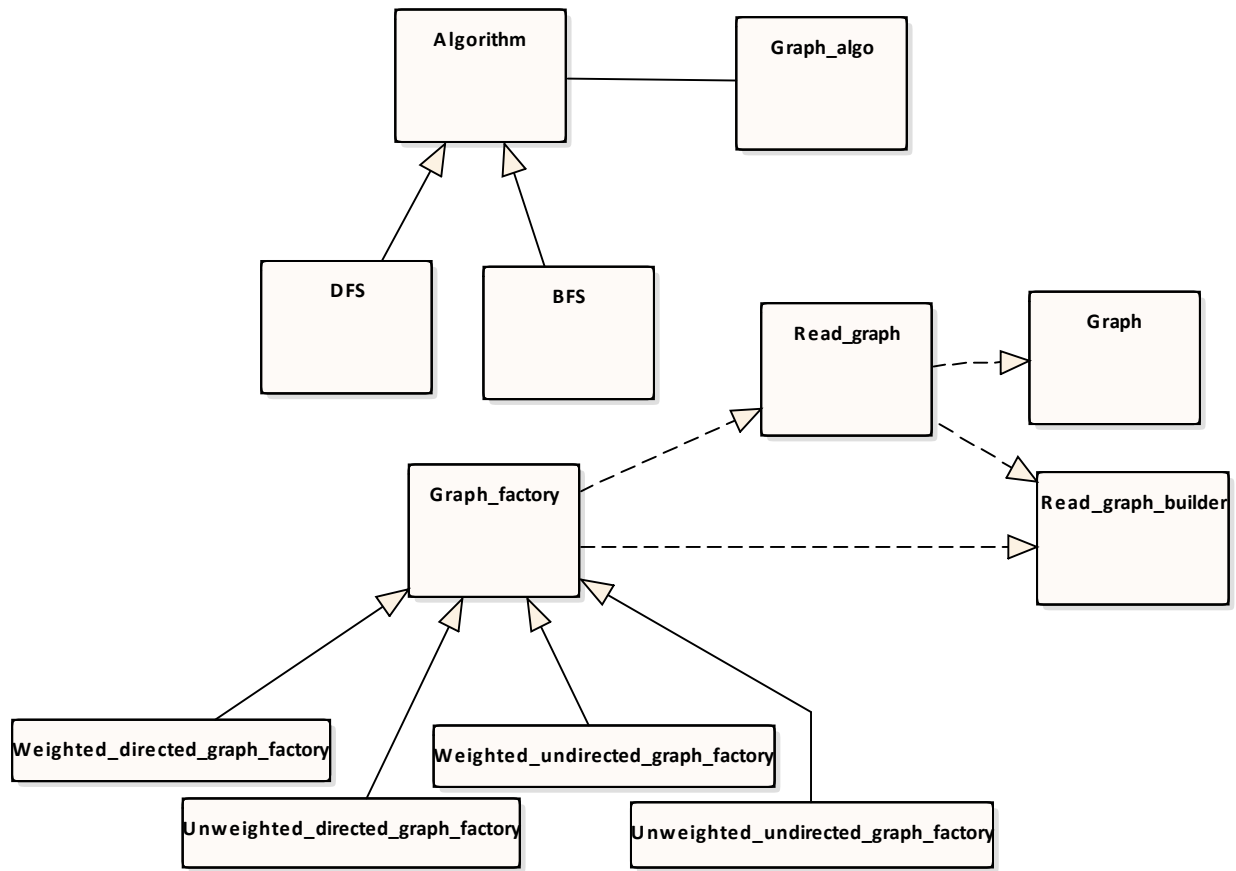 Algorithm
Graph_algo
DFS
BFS
Read_graph
Graph
Graph_factory
Read_graph_builder
Weighted_directed_graph_factory
Weighted_undirected_graph_factory
Unweighted_directed_graph_factory
Unweighted_undirected_graph_factory